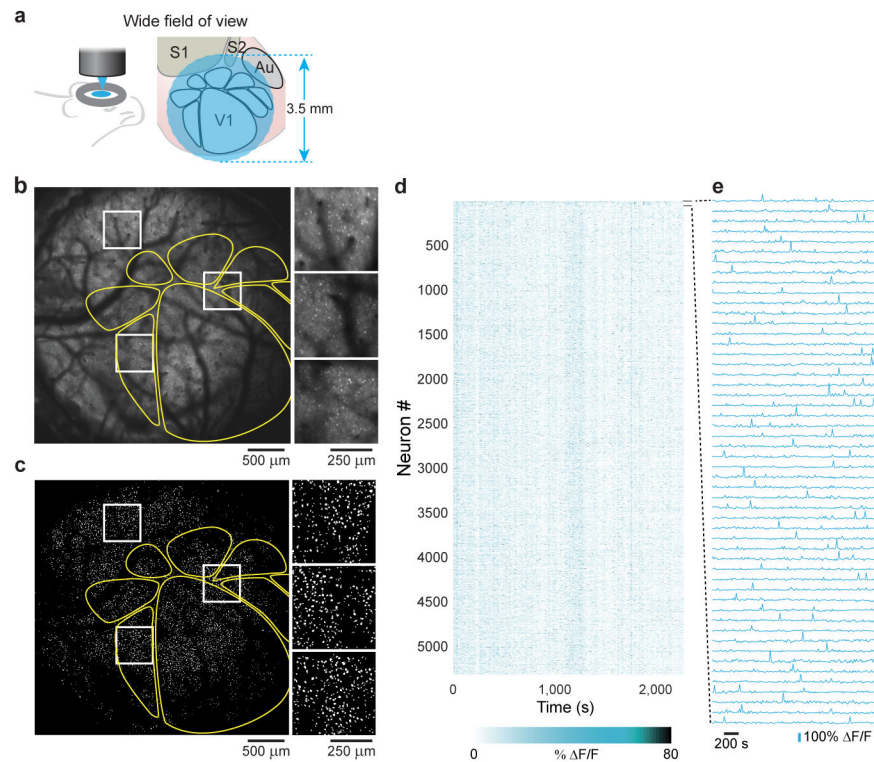 a
Wide field of view
S1
S2
Au
V1
3.5 mm
b
500 μm
250 μm
c
500 μm
250 μm
d
Neuron #
500
1000
1500
2000
2500
3000
3500
4000
4500
5000
0
1,000
2,000
Time (s)
0
% ΔF/F
80
e
200 s
100% ΔF/F